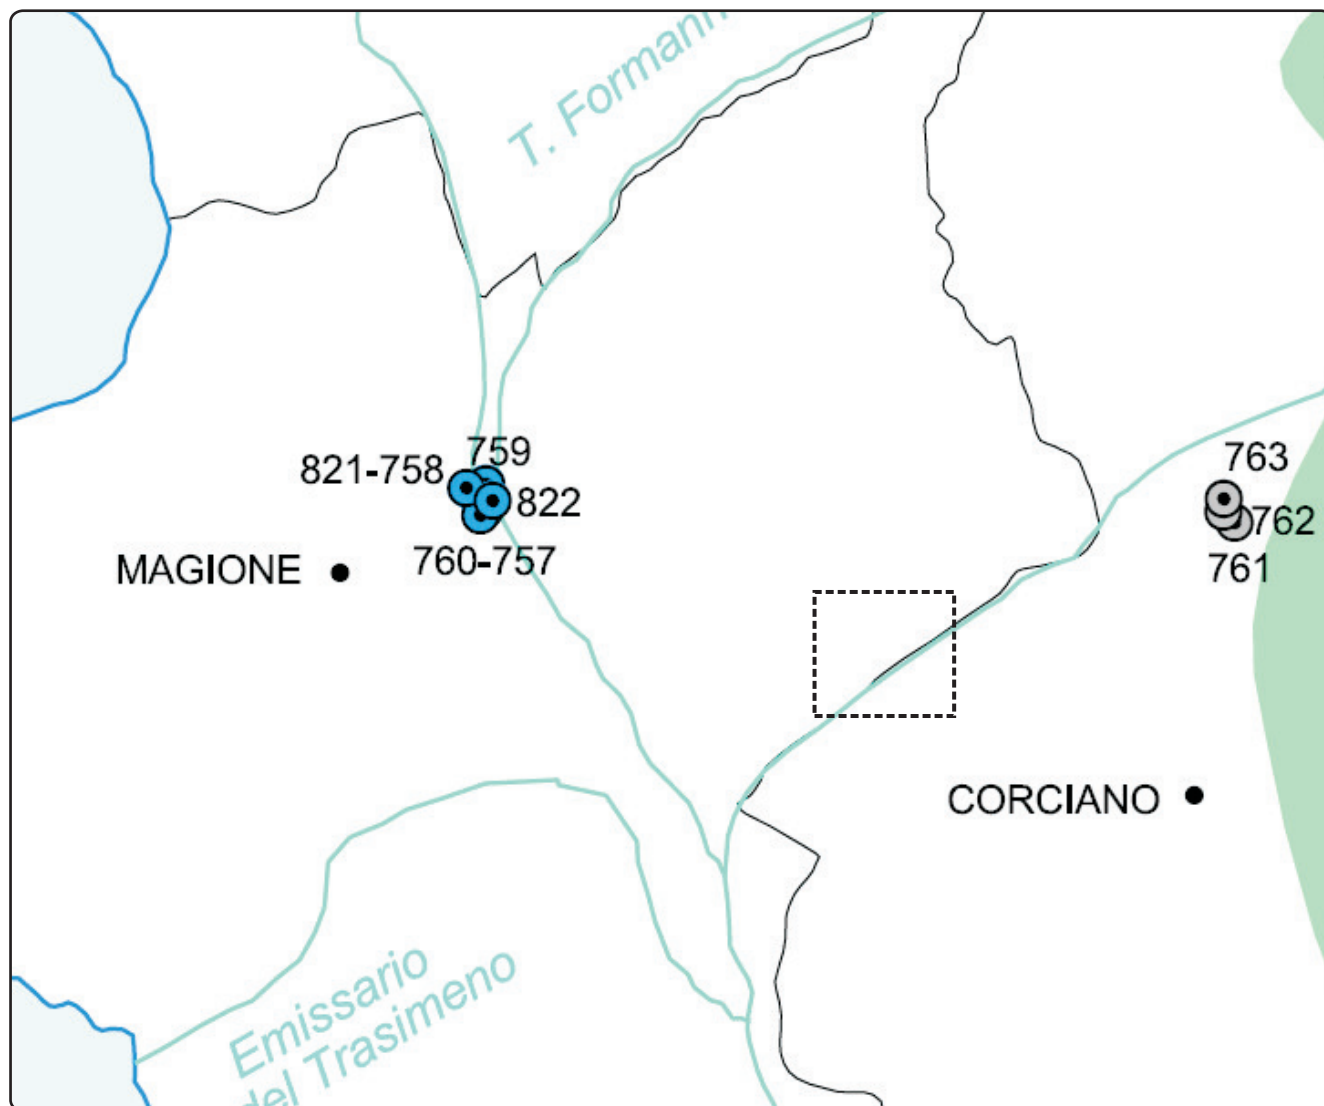 T. Formann
759
821-758
822
760-757
MAGIONE
763
762
761
CORCIANO
Emissario
del Trasimeno